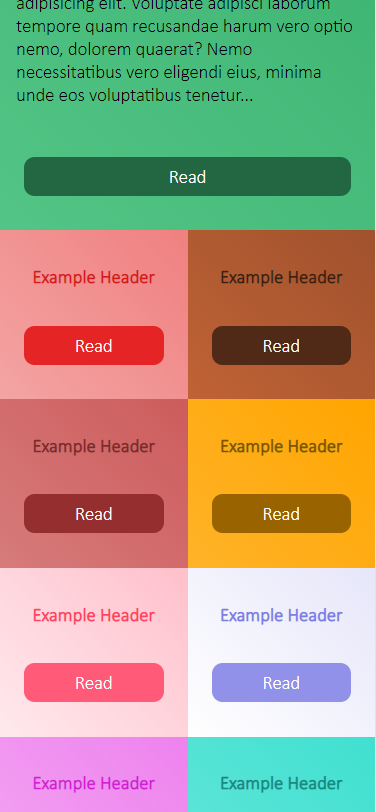 adipisicing elit. Voluptate adipisci laborum
tempore quam recusandae harum vero optio
nemo, dolorem quaerat? Nemo
necessitatibus vero eligendi eius, minima
unde eos voluptatibus tenetur...
Read
Example Header
Example Header
Read
Read
Example Header
Example Header
Read
Read
Example Header
Example Header
Read
Read
Example Header
Example Header